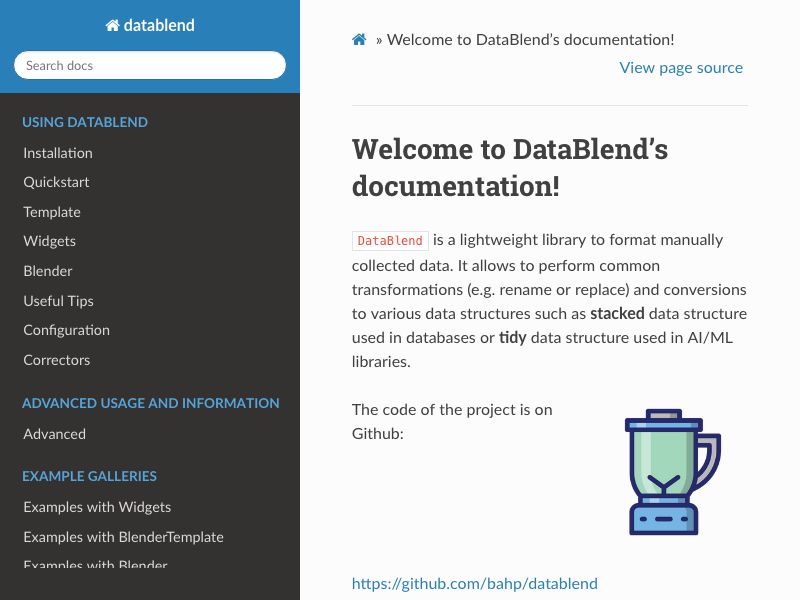 datablend
Search docs
USING DATABLEND
Installation
Quickstart
Template
Widgets
Blender
Useful Tips
Configuration
Correctors
ADVANCED USAGE AND INFORMATION
Advanced
EXAMPLE GALLERIES
Examples with Widgets
Examples with BlenderTemplate
Examples with Blender
» Welcome to DataBlend’s documentation!
View page source
Welcome to DataBlend’s
documentation!
DataBlend is a lightweight library to format manually
collected data. It allows to perform common
transformations (e.g. rename or replace) and conversions
to various data structures such as stacked data structure
used in databases or tidy data structure used in AI/ML
libraries.
The code of the project is on
Github:
https://github.com/bahp/datablend